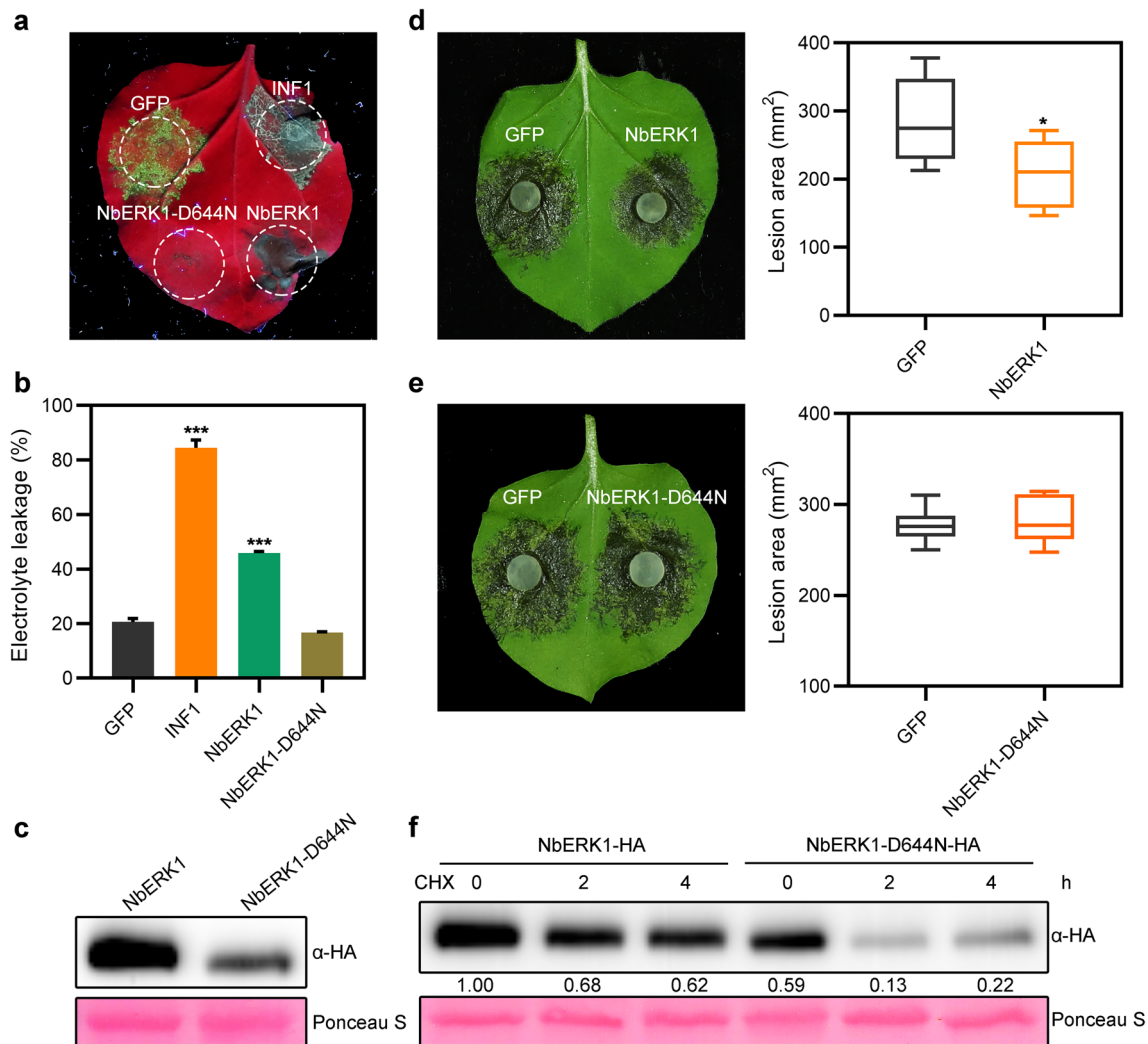 a
GFP
INF1
NbERK1-D644N
NbERK1
b
Electrolyte leakage (%)
100
80
60
40
20
0
***
***
GFP
INF1
NbERK1
NbERK1-D644N
c
NbERK1
NbERK1-D644N
α-HA
Ponceau S
d
GFP
NbERK1
Lesion area (mm²)
400
300
200
100
0
*
GFP
NbERK1
e
GFP
NbERK1-D644N
Lesion area (mm²)
400
300
200
100
GFP
NbERK1-D644N
f
NbERK1-HA NbERK1-D644N-HA
CHX 0 2 4 0 2 4 h
α-HA
1.00 0.68 0.62 0.59 0.13 0.22
Ponceau S